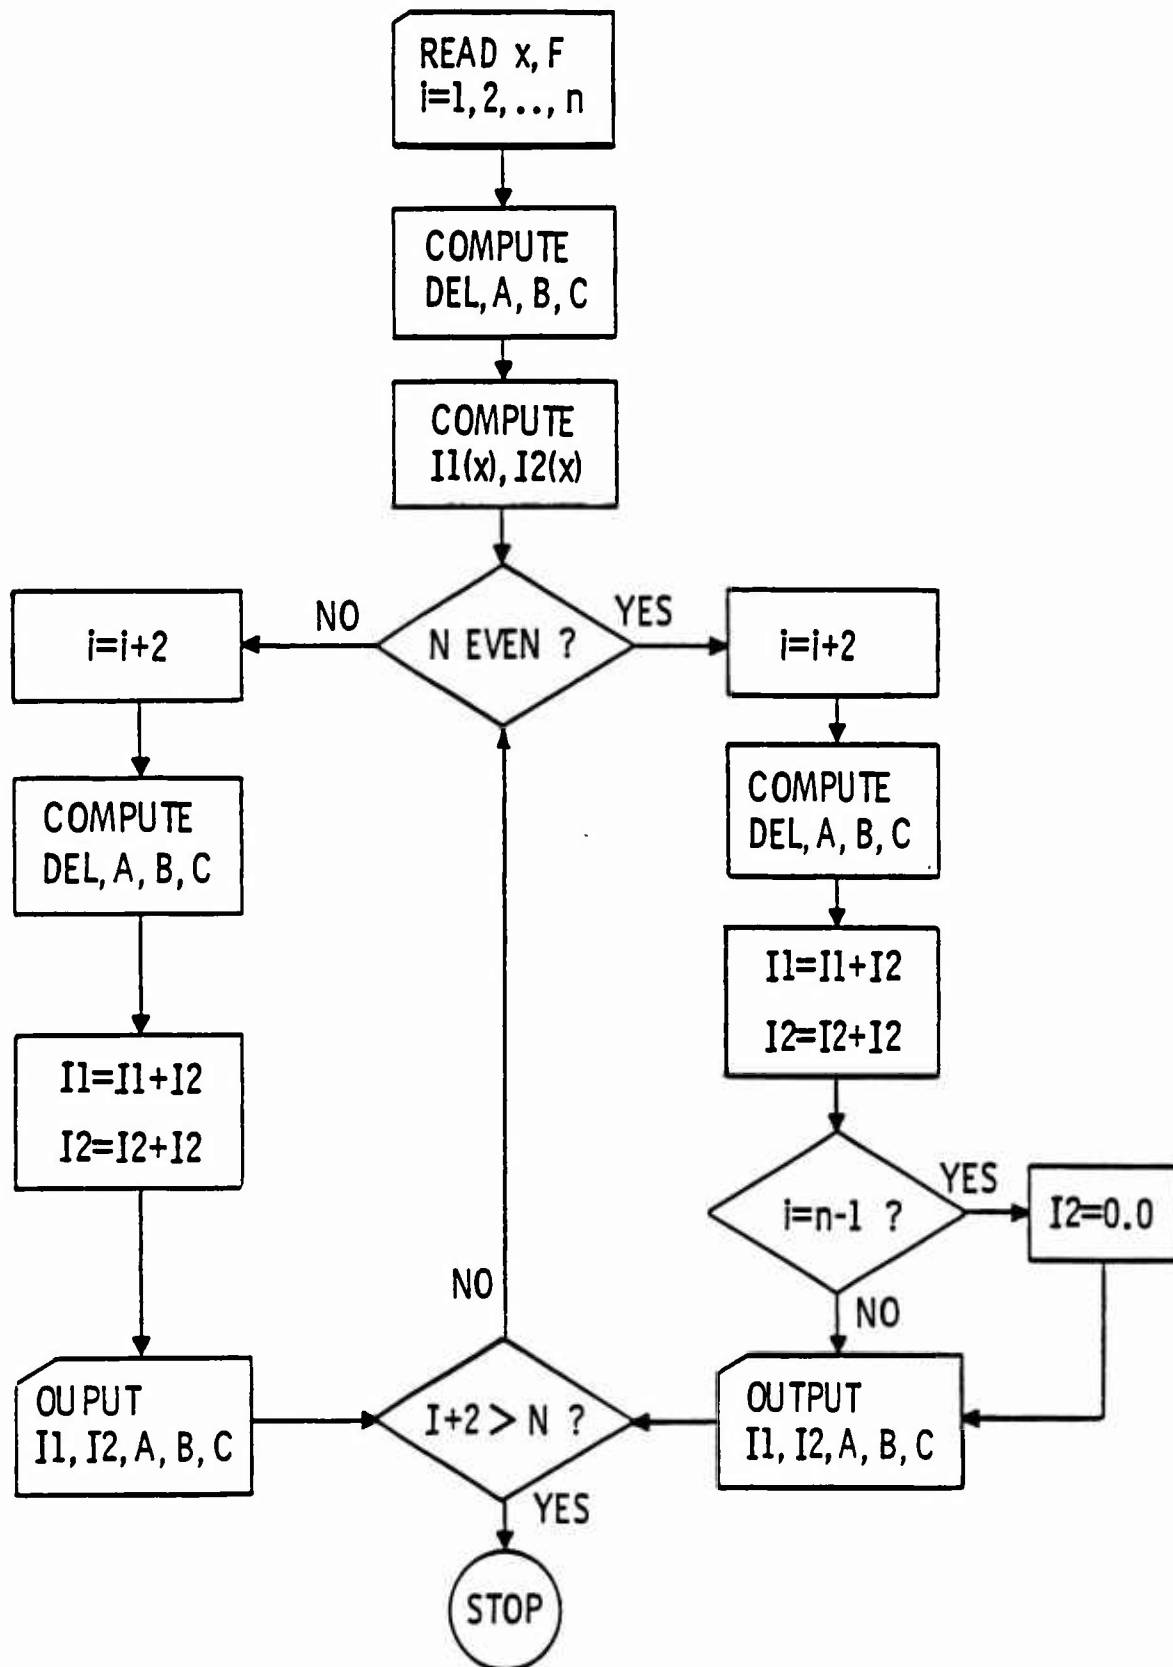 READ x, F
i=1, 2, .., n
COMPUTE
DEL, A, B, C
COMPUTE
I1(x), I2(x)
N EVEN ?
NO
YES
i=i+2
COMPUTE
DEL, A, B, C
I1=I1+I2
I2=I2+I2
OUPUT
I1, I2, A, B, C
i=i+2
COMPUTE
DEL, A, B, C
I1=I1+I2
I2=I2+I2
i=n-1 ?
YES
I2=0.0
NO
OUTPUT
I1, I2, A, B, C
I+2 > N ?
NO
YES
STOP